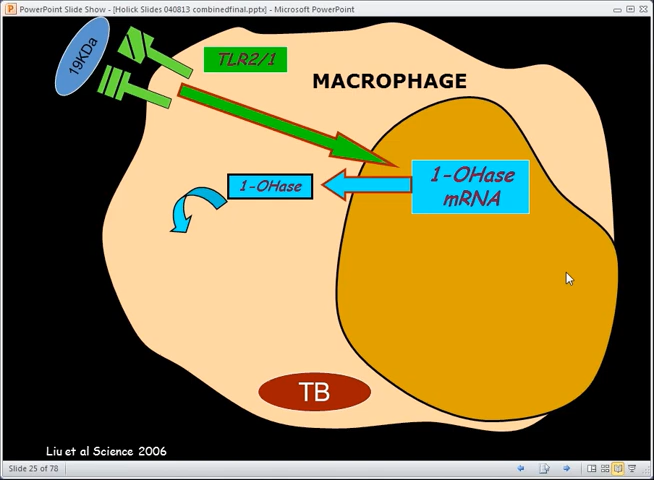 PowerPoint Slide Show - [Holick Slides 040813 combinedfinal.pptx] - Microsoft PowerPoint
19KDa
TLR2/1
MACROPHAGE
1-OHase
mRNA
1-OHase
TB
Liu et al Science 2006
Slide 25 of 78